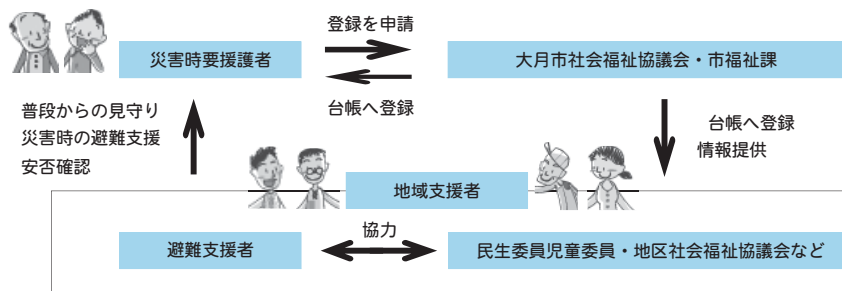 登録を申請
災害時要援護者
大月市社会福祉協議会・市福祉課
台帳へ登録
普段からの見守り
災害時の避難支援
安否確認
台帳へ登録
情報提供
地域支援者
協力
避難支援者
民生委員児童委員・地区社会福祉協議会など